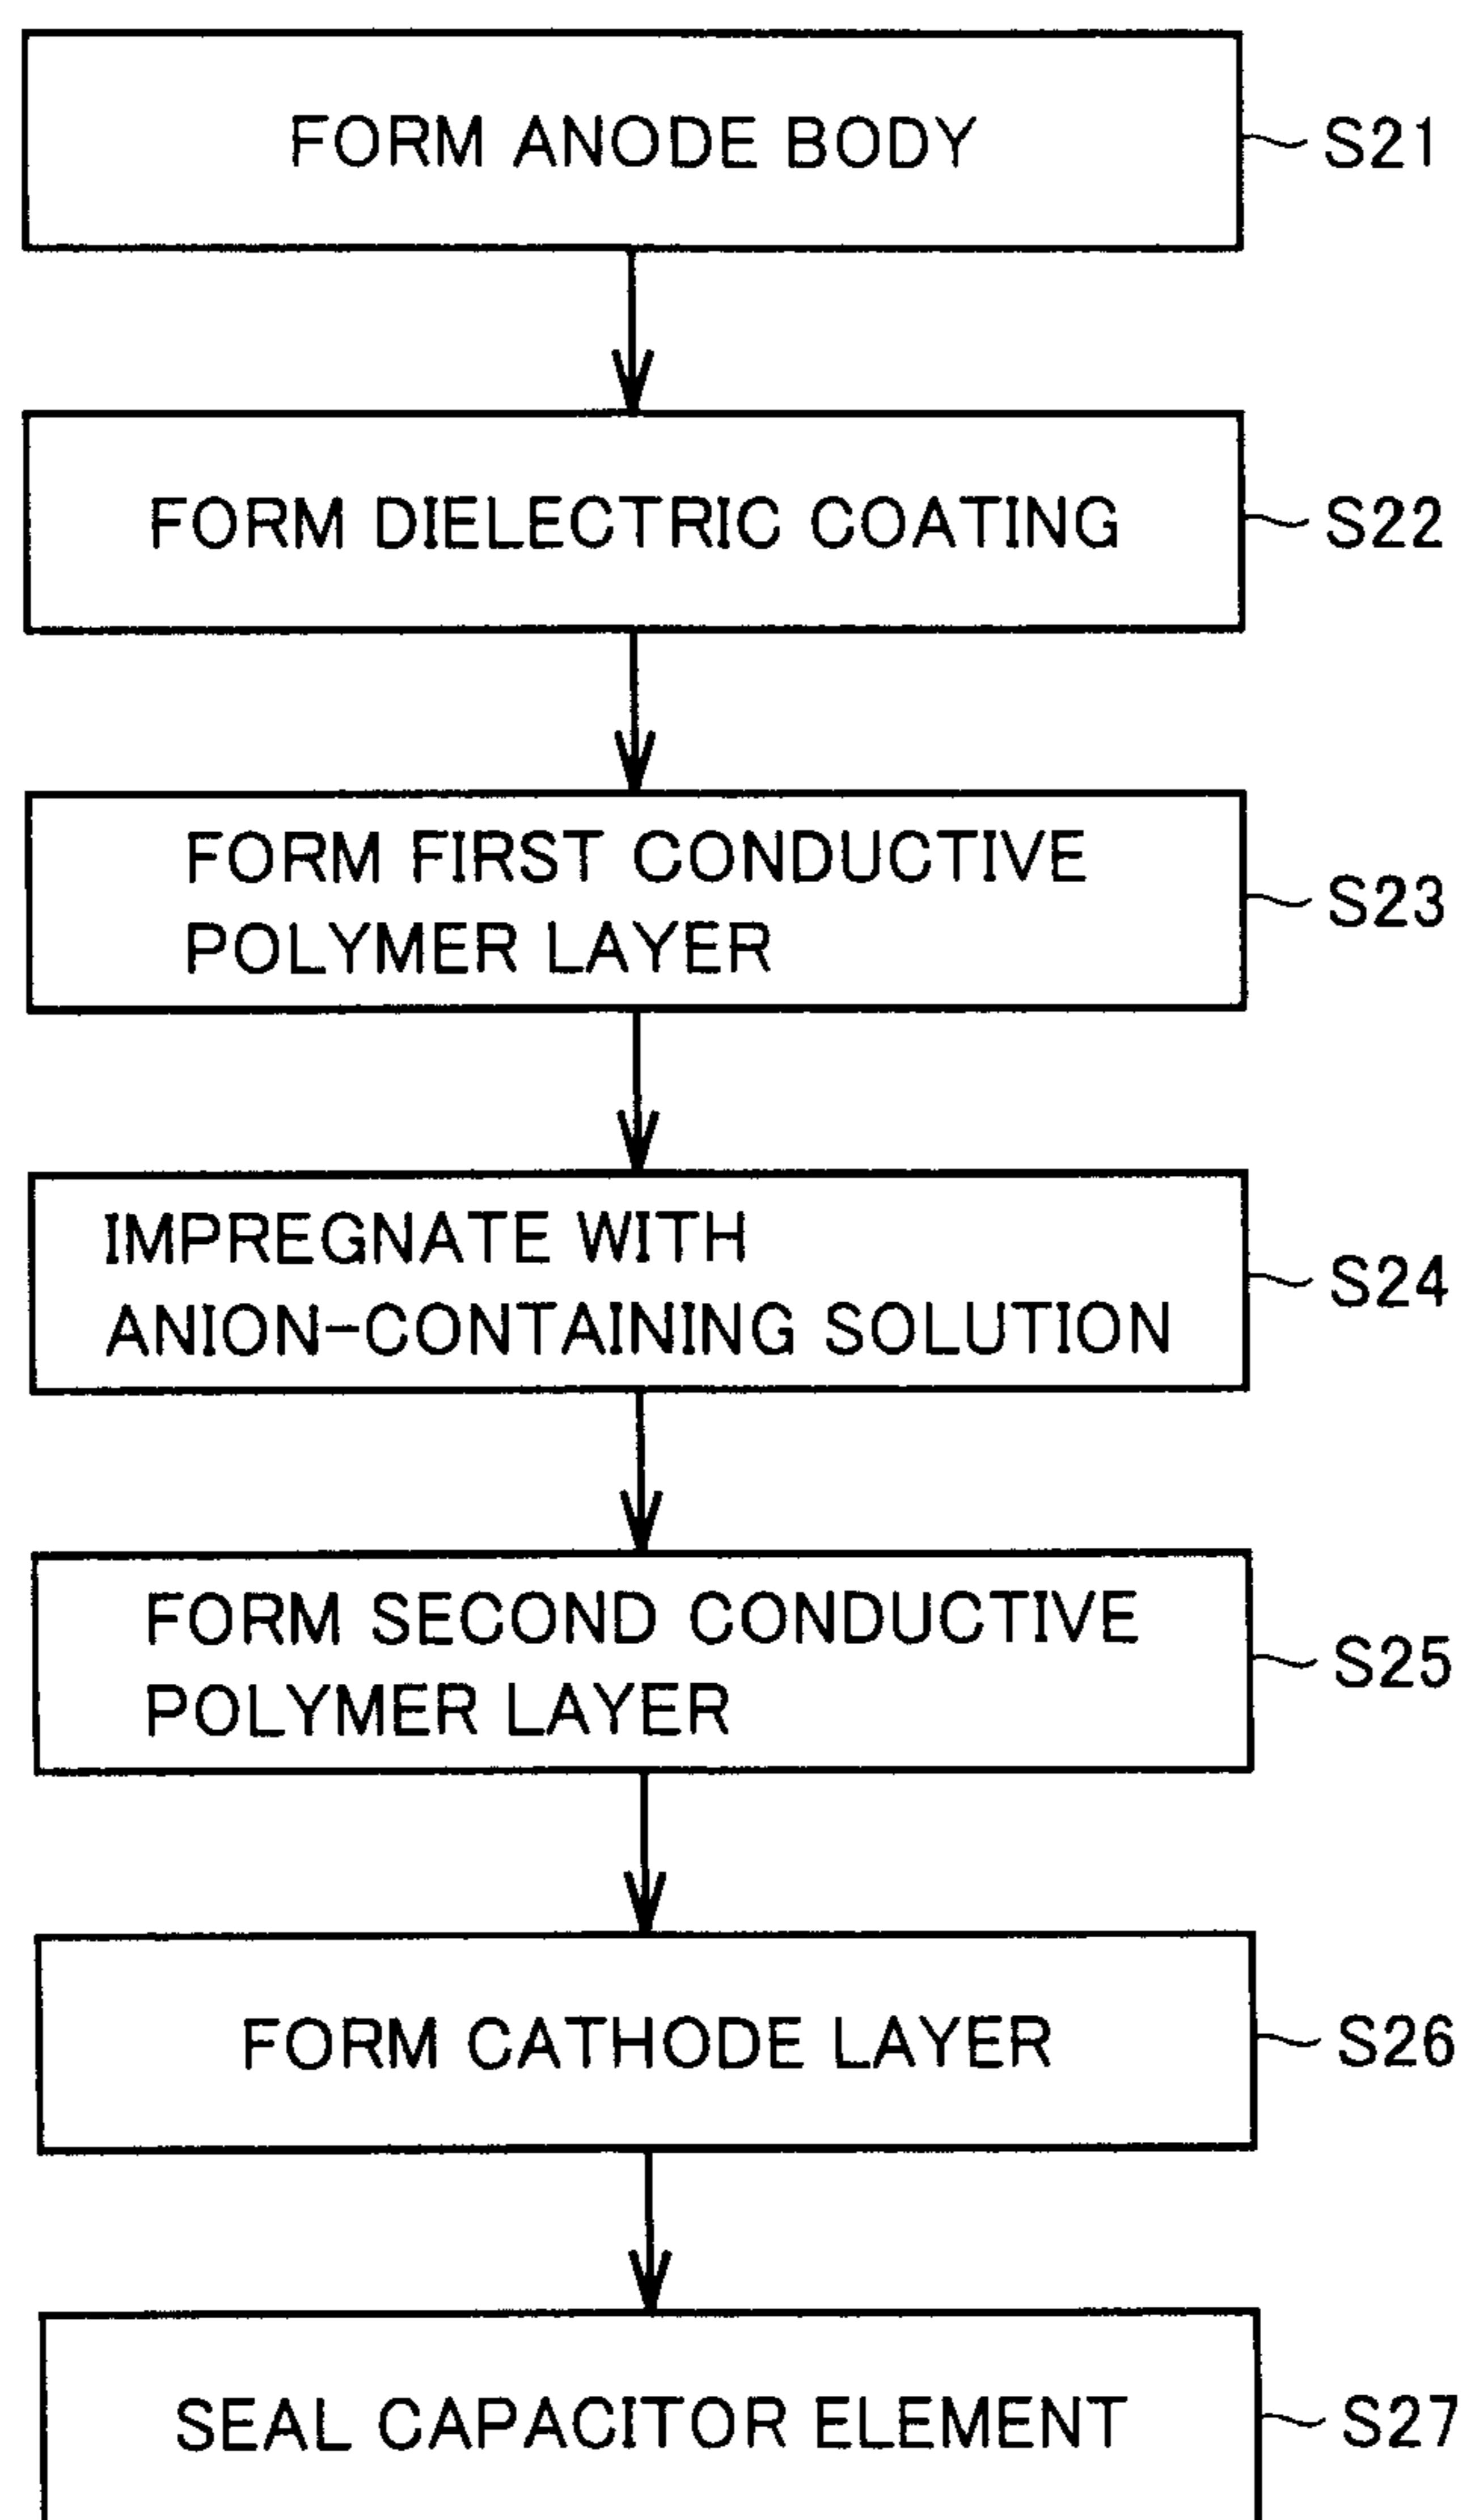 FORM ANODE BODY
S21
FORM DIELECTRIC COATING
S22
FORM FIRST CONDUCTIVE
POLYMER LAYER
S23
IMPREGNATE WITH
ANION-CONTAINING SOLUTION
S24
FORM SECOND CONDUCTIVE
POLYMER LAYER
S25
FORM CATHODE LAYER
S26
SEAL CAPACITOR ELEMENT
S27